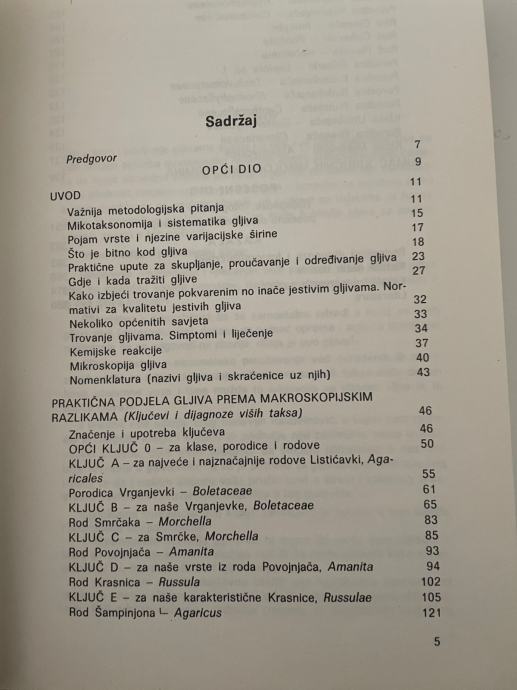 Sadržaj
Predgovor 7
OPĆI DIO 9
UVOD 11
Važnija metodologijska pitanja 11
Mikotaksonomija i sistematika gljiva 15
Pojam vrste i njezine varijacijske širine 17
Što je bitno kod gljiva 18
Praktične upute za skupljanje, proučavanje i određivanje gljiva 23
Gdje i kada tražiti gljive 27
Kako izbjeći trovanje pokvarenim no inače jestivim gljivama. Nor-
mativi za kvalitetu jestivih gljiva 32
Nekoliko općenitih savjeta 33
Trovanje gljivama. Simptomi i liječenje 34
Kemijske reakcije 37
Mikroskopija gljiva 40
Nomenklatura (nazivi gljiva i skraćenice uz njih) 43
PRAKTIČNA PODJELA GLJIVA PREMA MAKROSKOPIJSKIM
RAZLIKAMA (Ključevi i dijagnoze viših taksa) 46
Značenje i upotreba ključeva 46
OPĆI KLJUČ 0 – za klase, porodice i rodove 50
KLJUČ A – za najveće i najznačajnije rodove Listićavki, Aga-
ricales 55
Porodica Vrganjevki – Boletaceae 61
KLJUČ B – za naše Vrganjevke, Boletaceae 65
Rod Smrčaka – Morchella 83
KLJUČ C – za Smrčke, Morchella 85
Rod Povojnjača – Amanita 93
KLJUČ D – za naše vrste iz roda Povojnjača, Amanita 94
Rod Krasnica – Russula 102
KLJUČ E – za naše karakteristične Krasnice, Russulae 105
Rod Šampinjona – Agaricus 121
5